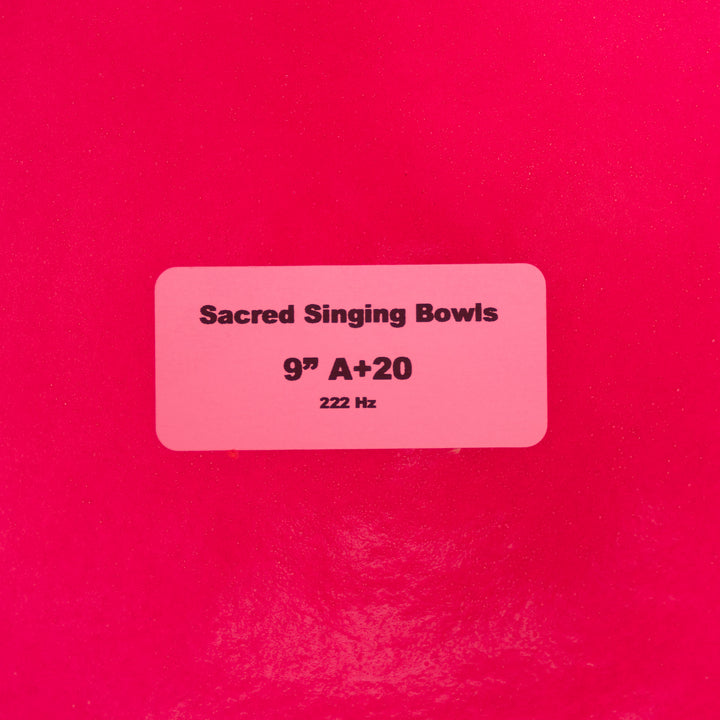 Sacred Singing Bowls
9” A+20
222 Hz